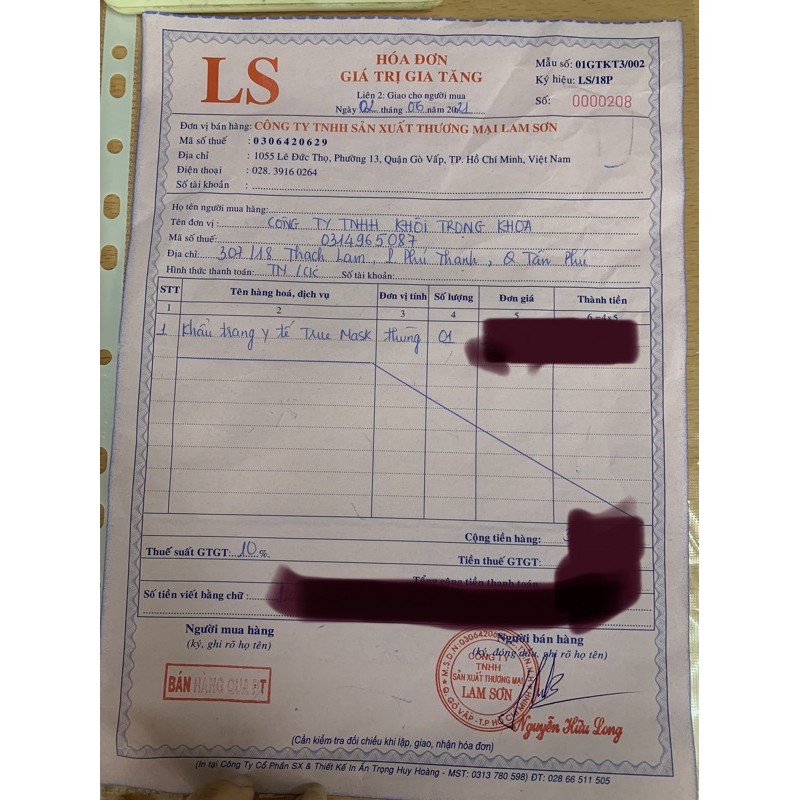 LS
HÓA ĐƠN
GIÁ TRỊ GIA TĂNG
Liên 2: Giao cho người mua
Ngày 02 tháng 06 năm 2021
Mẫu số: 01GTKT3/002
Ký hiệu: LS/18P
Số: 0000208
Đơn vị bán hàng: CÔNG TY TNHH SẢN XUẤT THƯƠNG MẠI LAM SƠN
Mã số thuế : 0306420629
Địa chỉ : 1055 Lê Đức Thọ, Phường 13, Quận Gò Vấp, TP. Hồ Chí Minh, Việt Nam
Điện thoại : 028. 3916 0264
Số tài khoản :
Họ tên người mua hàng:
Tên đơn vị : CÔNG TY TNHH KHÔI TRỌNG KHOA
Mã số thuế: 0314965087
Địa chỉ: 307/18 Thạch Lam, P. Phú Thạnh, Q Tân Phú
Hình thức thanh toán: TM/CK Số tài khoản:
STT Tên hàng hoá, dịch vụ Đơn vị tính Số lượng Đơn giá Thành tiền
1 2 3 4 5 6=4x5
1 Khẩu trang y tế True Mask thùng 01
Cộng tiền hàng:
Thuế suất GTGT: 10 %. Tiền thuế GTGT:
Tổng cộng tiền thanh toán:
Số tiền viết bằng chữ :
Người mua hàng
(ký, ghi rõ họ tên)
BÁN HÀNG QUA ĐT
Người bán hàng
(ký, đóng dấu, ghi rõ họ tên)
CÔNG TY
TNHH
SẢN XUẤT THƯƠNG MẠI
LAM SƠN
Q GÒ VẤP - T.P HỒ CHÍ MINH
Nguyễn Hữu Long
(Cần kiểm tra đối chiếu khi lập, giao, nhận hóa đơn)
(In tại Công Ty Cổ Phần SX & Thiết Kế In Ấn Trọng Huy Hoàng - MST: 0313 780 598) ĐT: 028 66 511 505